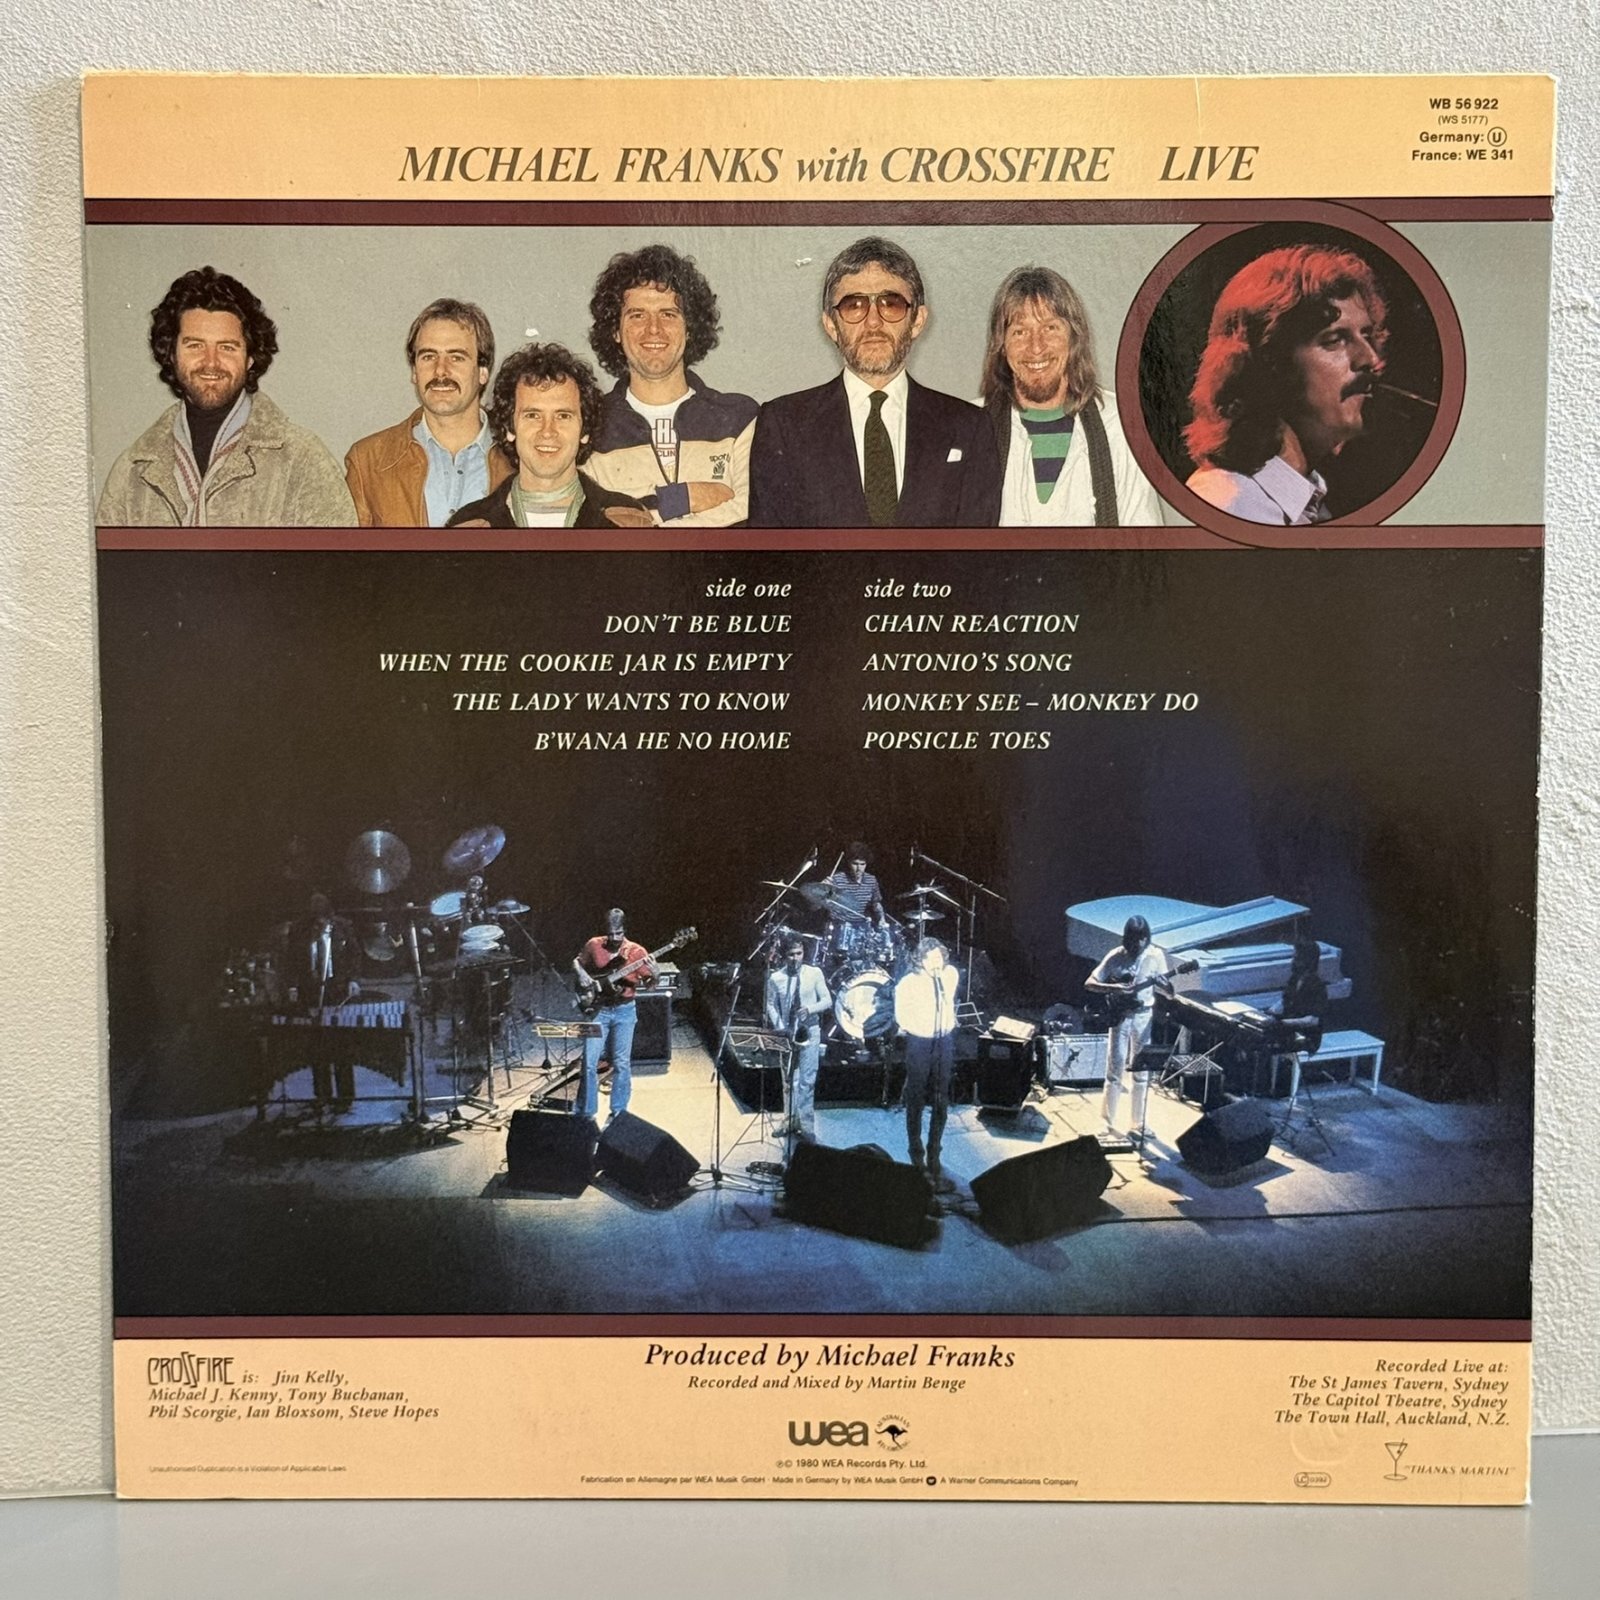 WB 56 922
(WS 5177)
Germany: U
France: WE 341
MICHAEL FRANKS with CROSSFIRE LIVE
side one
DON'T BE BLUE
WHEN THE COOKIE JAR IS EMPTY
THE LADY WANTS TO KNOW
B'WANA HE NO HOME
side two
CHAIN REACTION
ANTONIO'S SONG
MONKEY SEE – MONKEY DO
POPSICLE TOES
CROSSFIRE is: Jim Kelly,
Michael J. Kenny, Tony Buchanan,
Phil Scorgie, Ian Bloxsom, Steve Hopes
Unauthorised Duplication is a Violation of Applicable Laws
Produced by Michael Franks
Recorded and Mixed by Martin Benge
wea
℗© 1980 WEA Records Pty. Ltd.
Fabrication en Allemagne par WEA Musik GmbH · Made in Germany by WEA Musik GmbH A Warner Communications Company
Recorded Live at:
The St James Tavern, Sydney
The Capitol Theatre, Sydney
The Town Hall, Auckland, N.Z.
"THANKS MARTINI"